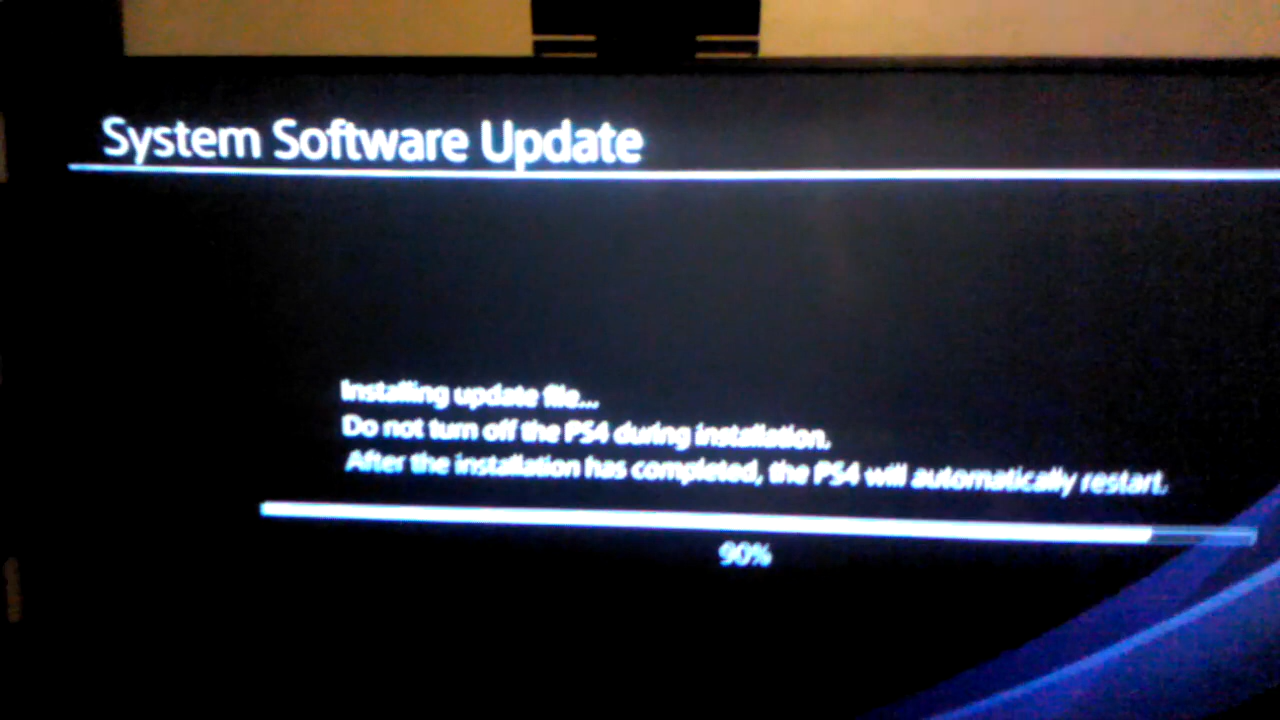 System Software Update
Installing update file...
Do not turn off the PS4 during installation.
After the installation has completed, the PS4 will automatically restart.
90%